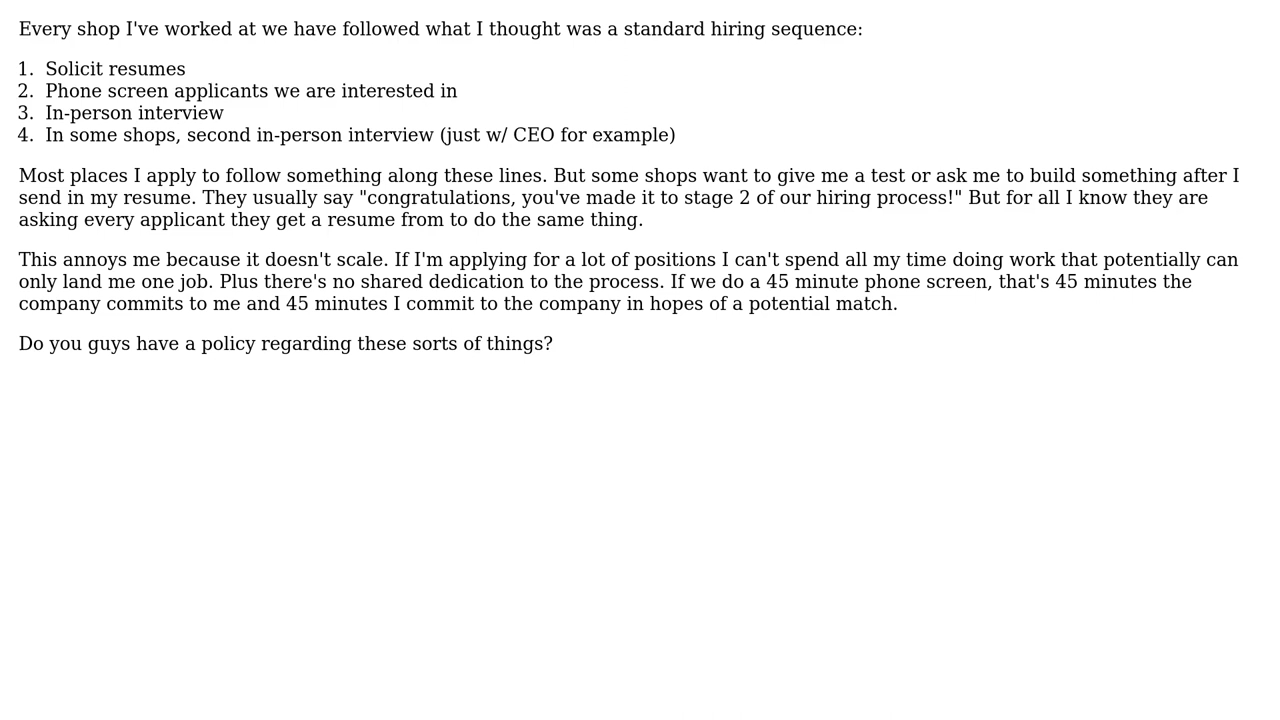 Every shop I've worked at we have followed what I thought was a standard hiring sequence:
1. Solicit resumes
2. Phone screen applicants we are interested in
3. In-person interview
4. In some shops, second in-person interview (just w/ CEO for example)
Most places I apply to follow something along these lines. But some shops want to give me a test or ask me to build something after I
send in my resume. They usually say "congratulations, you've made it to stage 2 of our hiring process!" But for all I know they are
asking every applicant they get a resume from to do the same thing.
This annoys me because it doesn't scale. If I'm applying for a lot of positions I can't spend all my time doing work that potentially can
only land me one job. Plus there's no shared dedication to the process. If we do a 45 minute phone screen, that's 45 minutes the
company commits to me and 45 minutes I commit to the company in hopes of a potential match.
Do you guys have a policy regarding these sorts of things?